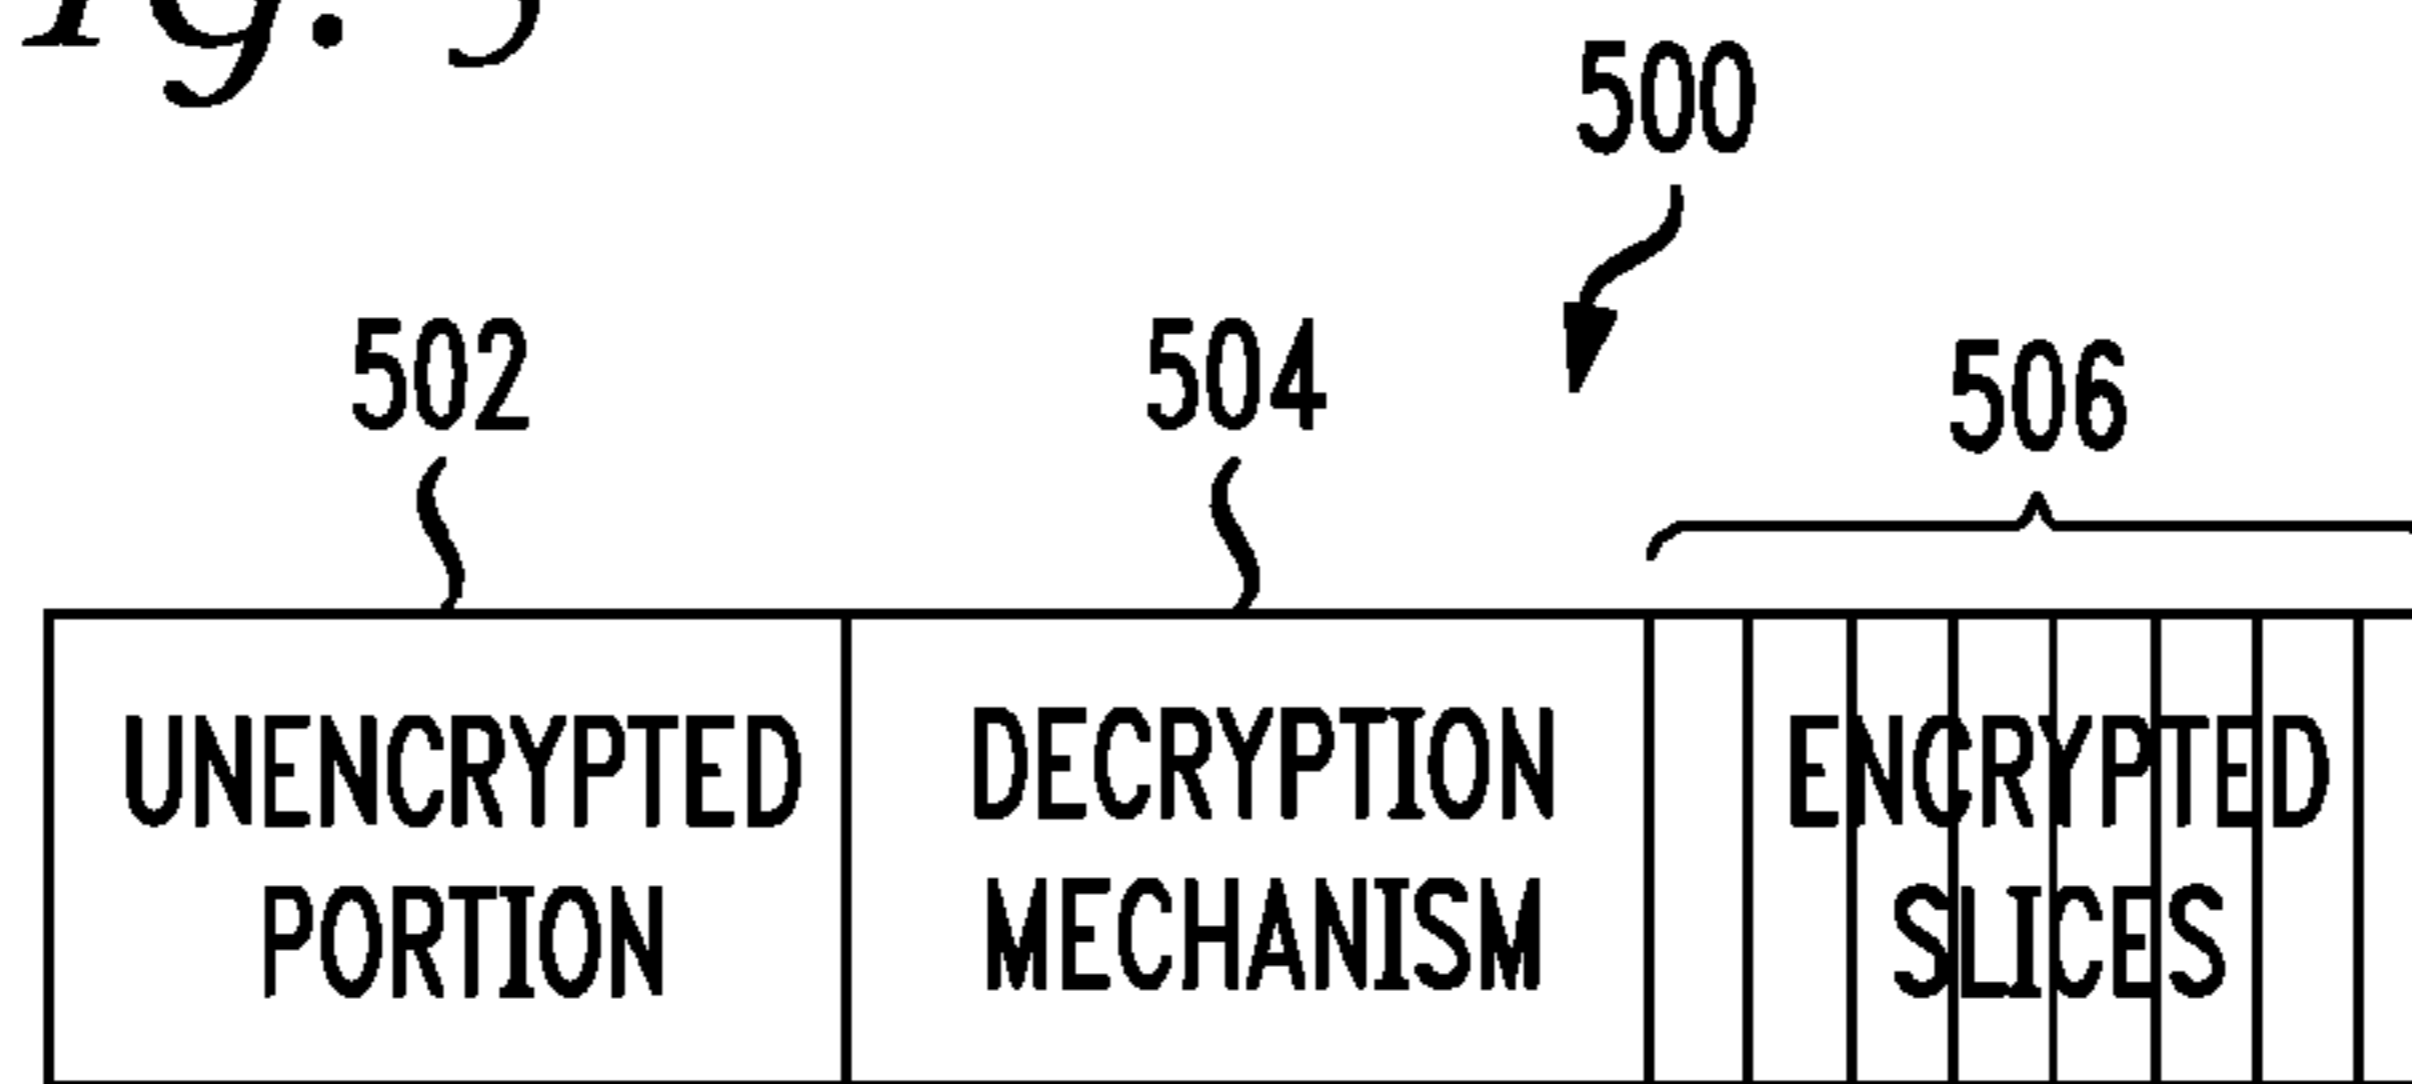 500
502
504
506
UNENCRYPTED
PORTION
DECRYPTION
MECHANISM
ENCRYPTED
SLICES